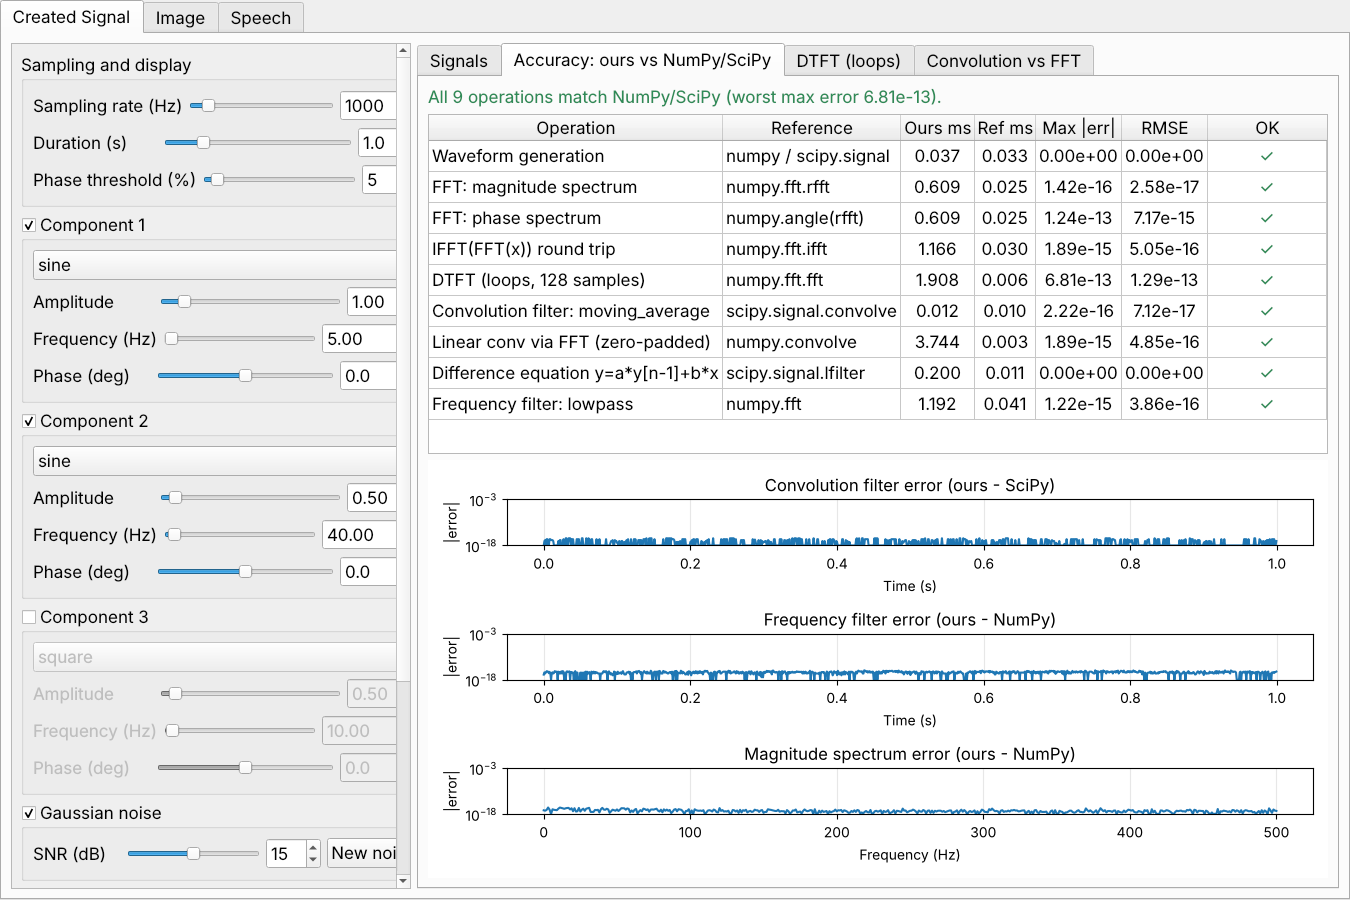 Created Signal Image Speech
Sampling and display
Sampling rate (Hz) 1000
Duration (s) 1.0
Phase threshold (%) 5
Component 1
sine
Amplitude 1.00
Frequency (Hz) 5.00
Phase (deg) 0.0
Component 2
sine
Amplitude 0.50
Frequency (Hz) 40.00
Phase (deg) 0.0
Component 3
square
Amplitude 0.50
Frequency (Hz) 10.00
Phase (deg) 0.0
Gaussian noise
SNR (dB) 15 New noi
Signals Accuracy: ours vs NumPy/SciPy DTFT (loops) Convolution vs FFT
All 9 operations match NumPy/SciPy (worst max error 6.81e-13).
Operation Reference Ours ms Ref ms Max |err| RMSE OK
Waveform generation numpy / scipy.signal 0.037 0.033 0.00e+00 0.00e+00 ✓
FFT: magnitude spectrum numpy.fft.rfft 0.609 0.025 1.42e-16 2.58e-17 ✓
FFT: phase spectrum numpy.angle(rfft) 0.609 0.025 1.24e-13 7.17e-15 ✓
IFFT(FFT(x)) round trip numpy.fft.ifft 1.166 0.030 1.89e-15 5.05e-16 ✓
DTFT (loops, 128 samples) numpy.fft.fft 1.908 0.006 6.81e-13 1.29e-13 ✓
Convolution filter: moving_average scipy.signal.convolve 0.012 0.010 2.22e-16 7.12e-17 ✓
Linear conv via FFT (zero-padded) numpy.convolve 3.744 0.003 1.89e-15 4.85e-16 ✓
Difference equation y=a*y[n-1]+b*x scipy.signal.lfilter 0.200 0.011 0.00e+00 0.00e+00 ✓
Frequency filter: lowpass numpy.fft 1.192 0.041 1.22e-15 3.86e-16 ✓
Convolution filter error (ours - SciPy)
|error|
10⁻³
10⁻¹⁸
0.0 0.2 0.4 0.6 0.8 1.0
Time (s)
Frequency filter error (ours - NumPy)
|error|
10⁻³
10⁻¹⁸
0.0 0.2 0.4 0.6 0.8 1.0
Time (s)
Magnitude spectrum error (ours - NumPy)
|error|
10⁻³
10⁻¹⁸
0 100 200 300 400 500
Frequency (Hz)